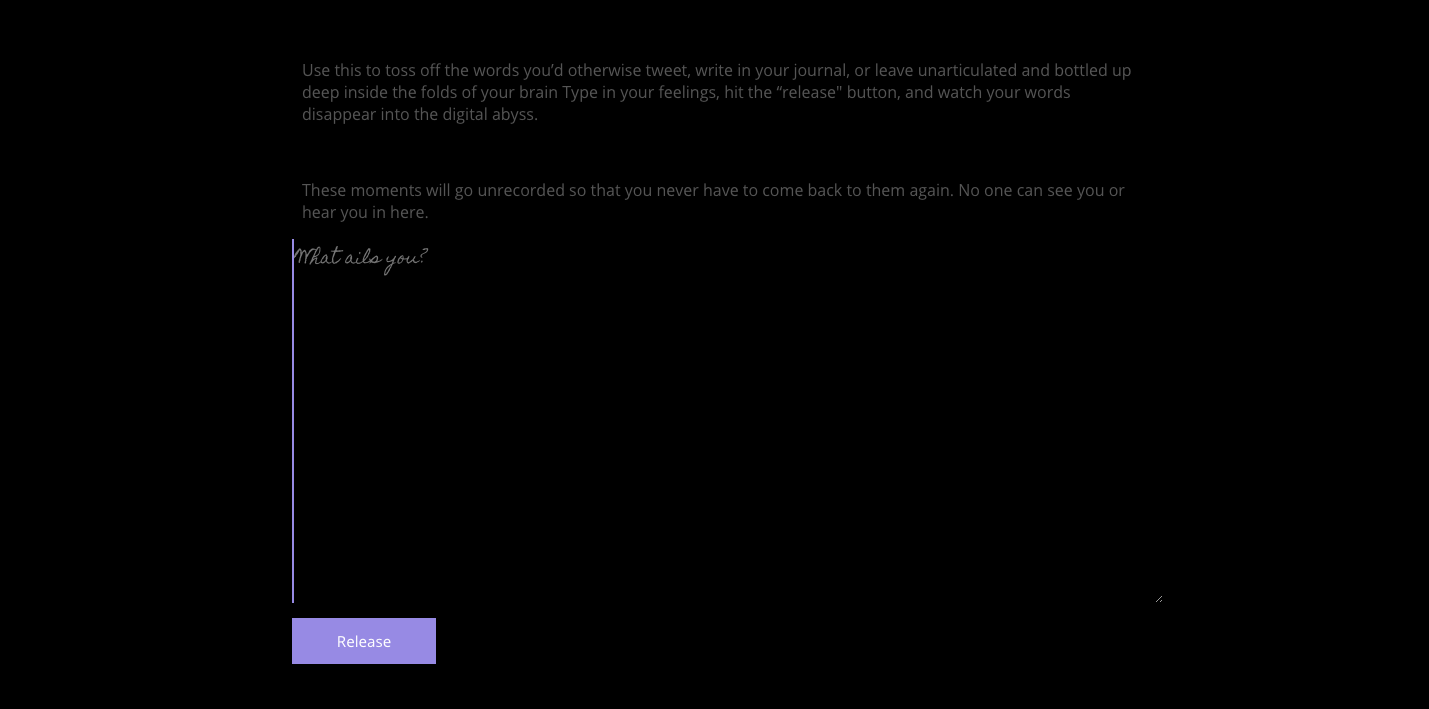 Use this to toss off the words you’d otherwise tweet, write in your journal, or leave unarticulated and bottled up
deep inside the folds of your brain Type in your feelings, hit the “release" button, and watch your words
disappear into the digital abyss.
These moments will go unrecorded so that you never have to come back to them again. No one can see you or
hear you in here.
What ails you?
Release